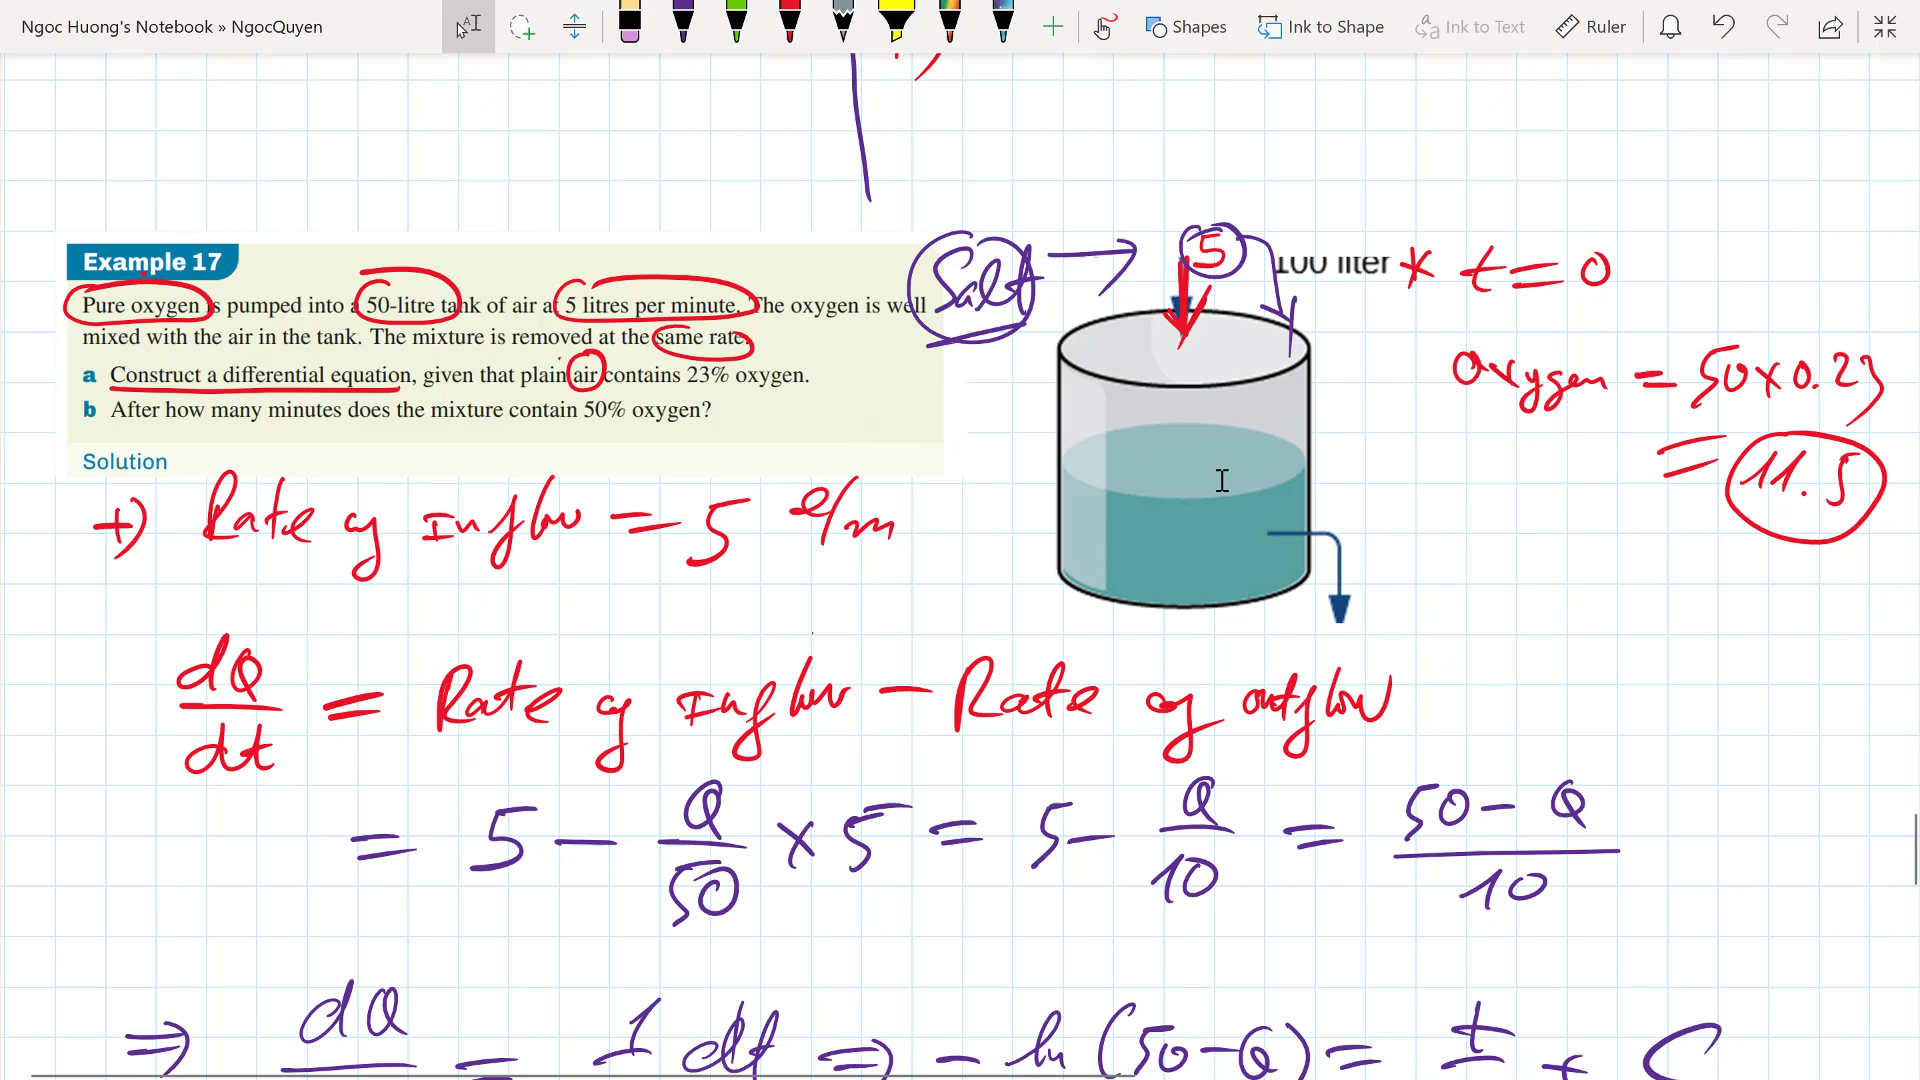 Ngoc Huong's Notebook » NgocQuyen
Shapes
Ink to Shape
Ink to Text
Ruler
Example 17
Pure oxygen is pumped into a 50-litre tank of air at 5 litres per minute. The oxygen is well
mixed with the air in the tank. The mixture is removed at the same rate.
a Construct a differential equation, given that plain air contains 23% oxygen.
b After how many minutes does the mixture contain 50% oxygen?
Solution
Salt → 5
100 liter
* t = 0
oxygen = 50 × 0.23
= 11.5
+) Rate of Inflow = 5 l/m
dQ/dt = Rate of Inflow − Rate of outflow
= 5 − Q/50 × 5 = 5 − Q/10 = (50 − Q)/10
⇒ dQ = 1 dt ⇒ − ln (50 − Q) = t + C